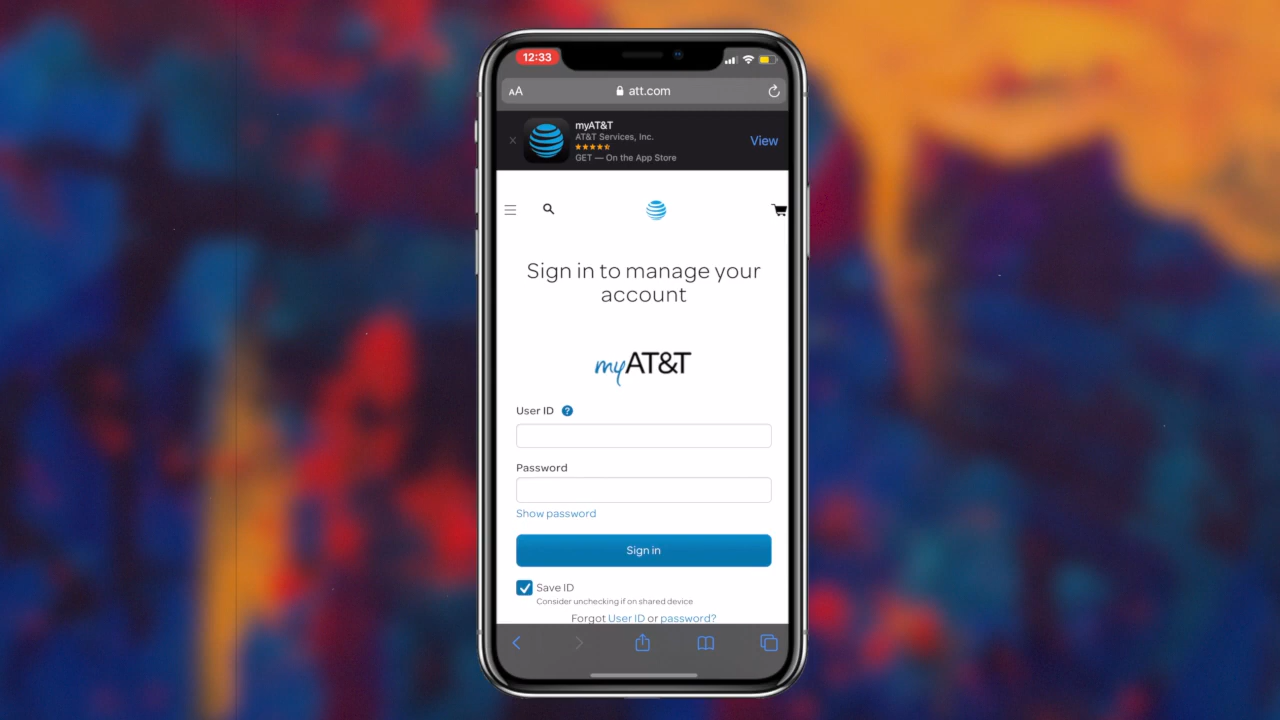 12:33
AA att.com
myAT&T
AT&T Services, Inc.
GET — On the App Store
View
Sign in to manage your
account
myAT&T
User ID ?
Password
Show password
Sign in
Save ID
Consider unchecking if on shared device
Forgot User ID or password?